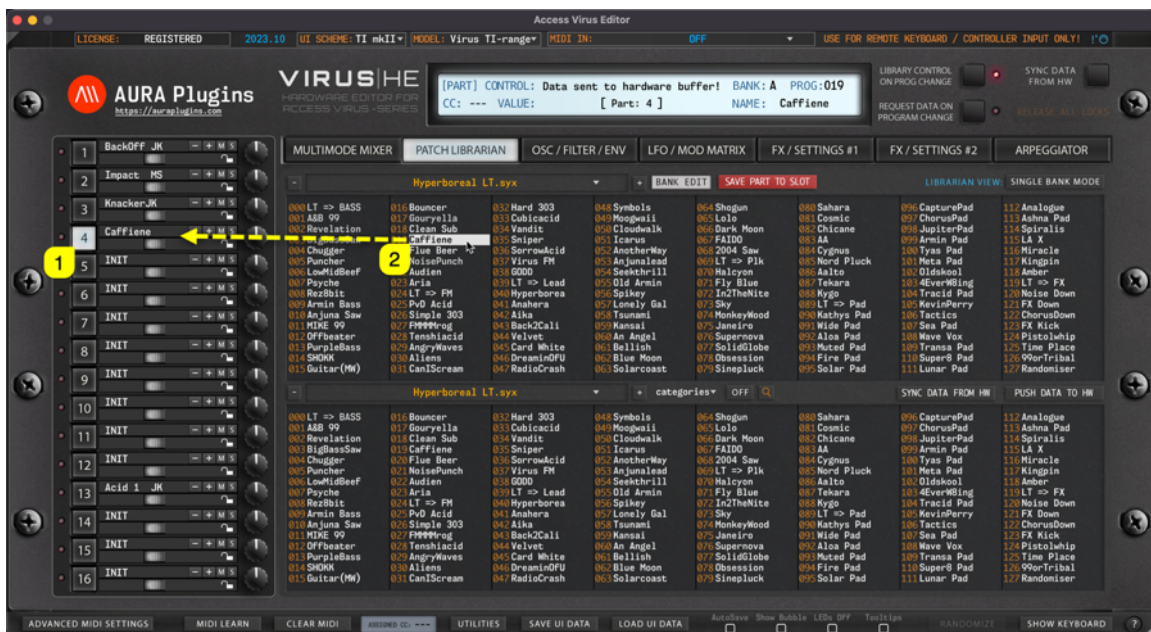 Access Virus Editor
LICENSE: REGISTERED 2023.10 UI SCHEME: TI mkII MODEL: Virus TI-range MIDI IN: OFF USE FOR REMOTE KEYBOARD / CONTROLLER INPUT ONLY!
AURA Plugins
https://auraplugins.com
VIRUS|HE
HARDWARE EDITOR FOR
ACCESS VIRUS -SERIES
[PART] CONTROL: Data sent to hardware buffer! BANK: A PROG:019
CC: --- VALUE: [ Part: 4 ] NAME: Caffiene
LIBRARY CONTROL
ON PROG CHANGE
SYNC DATA
FROM HW
REQUEST DATA ON
PROGRAM CHANGE
RELEASE ALL LOCKS
MULTIMODE MIXER PATCH LIBRARIAN OSC / FILTER / ENV LFO / MOD MATRIX FX / SETTINGS #1 FX / SETTINGS #2 ARPEGGIATOR
1 BackOff JK - + M S
2 Impact MS - + M S
3 KnackerJK - + M S
4 Caffiene - + M S
5 INIT - + M S
6 INIT - + M S
7 INIT - + M S
8 INIT - + M S
9 INIT - + M S
10 INIT - + M S
11 INIT - + M S
12 INIT - + M S
13 Acid 1 JK - + M S
14 INIT - + M S
15 INIT - + M S
16 INIT - + M S
1
2
- Hyperboreal LT.syx + BANK EDIT SAVE PART TO SLOT LIBRARIAN VIEW: SINGLE BANK MODE
000 LT => BASS 016 Bouncer 032 Hard 303 048 Symbols 064 Shogun 080 Sahara 096 CapturePad 112 Analogue
001 A&B 99 017 Gouryella 033 Cubicacid 049 Moogwaii 065 Lolo 081 Cosmic 097 ChorusPad 113 Ashna Pad
002 Revelation 018 Clean Sub 034 Vandit 050 Cloudwalk 066 Dark Moon 082 Chicane 098 JupiterPad 114 Spiralis
Caffiene 035 Sniper 051 Icarus 067 FAIDO 083 AA 099 Armin Pad 115 LA X
Chugger Flue Beer 036 SorrowAcid 052 AnotherWay 068 2004 Saw 084 Cygnus 100 Tyas Pad 116 Miracle
005 Puncher NoisePunch 037 Virus FM 053 Anjunalead 069 LT => Plk 085 Nord Pluck 101 Meta Pad 117 Kingpin
006 LowMidBeef Audien 038 GODD 054 Seekthrill 070 Halcyon 086 Aalto 102 Oldskool 118 Amber
007 Psyche 023 Aria 039 LT => Lead 055 Old Armin 071 Fly Blue 087 Tekara 103 4EverW8ing 119 LT => FX
008 Rez8bit 024 LT => FM 040 Hyperborea 056 Spikey 072 In2TheNite 088 Kygo 104 Tracid Pad 120 Noise Down
009 Armin Bass 025 PvD Acid 041 Anahera 057 Lonely Gal 073 Sky 089 LT => Pad 105 KevinPerry 121 FX Down
010 Anjuna Saw 026 Simple 303 042 Aika 058 Tsunami 074 MonkeyWood 090 Kathys Pad 106 Tactics 122 ChorusDown
011 MIKE 99 027 FMMMMrog 043 Back2Cali 059 Kansai 075 Janeiro 091 Wide Pad 107 Sea Pad 123 FX Kick
012 Offbeater 028 Tenshiacid 044 Velvet 060 An Angel 076 Supernova 092 Aloa Pad 108 Wave Vox 124 Pistolwhip
013 PurpleBass 029 AngryWaves 045 Card White 061 Bellish 077 SolidGlobe 093 Muted Pad 109 Transa Pad 125 Time Place
014 SHOKK 030 Aliens 046 DreaminOfU 062 Blue Moon 078 Obsession 094 Fire Pad 110 Super8 Pad 126 99orTribal
015 Guitar(MW) 031 CanIScream 047 RadioCrash 063 Solarcoast 079 Sinepluck 095 Solar Pad 111 Lunar Pad 127 Randomiser
- Hyperboreal LT.syx + categories OFF SYNC DATA FROM HW PUSH DATA TO HW
000 LT => BASS 016 Bouncer 032 Hard 303 048 Symbols 064 Shogun 080 Sahara 096 CapturePad 112 Analogue
001 A&B 99 017 Gouryella 033 Cubicacid 049 Moogwaii 065 Lolo 081 Cosmic 097 ChorusPad 113 Ashna Pad
002 Revelation 018 Clean Sub 034 Vandit 050 Cloudwalk 066 Dark Moon 082 Chicane 098 JupiterPad 114 Spiralis
003 BigBassSaw 019 Caffiene 035 Sniper 051 Icarus 067 FAIDO 083 AA 099 Armin Pad 115 LA X
004 Chugger 020 Flue Beer 036 SorrowAcid 052 AnotherWay 068 2004 Saw 084 Cygnus 100 Tyas Pad 116 Miracle
005 Puncher 021 NoisePunch 037 Virus FM 053 Anjunalead 069 LT => Plk 085 Nord Pluck 101 Meta Pad 117 Kingpin
006 LowMidBeef 022 Audien 038 GODD 054 Seekthrill 070 Halcyon 086 Aalto 102 Oldskool 118 Amber
007 Psyche 023 Aria 039 LT => Lead 055 Old Armin 071 Fly Blue 087 Tekara 103 4EverW8ing 119 LT => FX
008 Rez8bit 024 LT => FM 040 Hyperborea 056 Spikey 072 In2TheNite 088 Kygo 104 Tracid Pad 120 Noise Down
009 Armin Bass 025 PvD Acid 041 Anahera 057 Lonely Gal 073 Sky 089 LT => Pad 105 KevinPerry 121 FX Down
010 Anjuna Saw 026 Simple 303 042 Aika 058 Tsunami 074 MonkeyWood 090 Kathys Pad 106 Tactics 122 ChorusDown
011 MIKE 99 027 FMMMMrog 043 Back2Cali 059 Kansai 075 Janeiro 091 Wide Pad 107 Sea Pad 123 FX Kick
012 Offbeater 028 Tenshiacid 044 Velvet 060 An Angel 076 Supernova 092 Aloa Pad 108 Wave Vox 124 Pistolwhip
013 PurpleBass 029 AngryWaves 045 Card White 061 Bellish 077 SolidGlobe 093 Muted Pad 109 Transa Pad 125 Time Place
014 SHOKK 030 Aliens 046 DreaminOfU 062 Blue Moon 078 Obsession 094 Fire Pad 110 Super8 Pad 126 99orTribal
015 Guitar(MW) 031 CanIScream 047 RadioCrash 063 Solarcoast 079 Sinepluck 095 Solar Pad 111 Lunar Pad 127 Randomiser
ADVANCED MIDI SETTINGS MIDI LEARN CLEAR MIDI ASSIGNED CC: --- UTILITIES SAVE UI DATA LOAD UI DATA AutoSave Show Bubble LEDs OFF Tooltips RANDOMIZE SHOW KEYBOARD ?